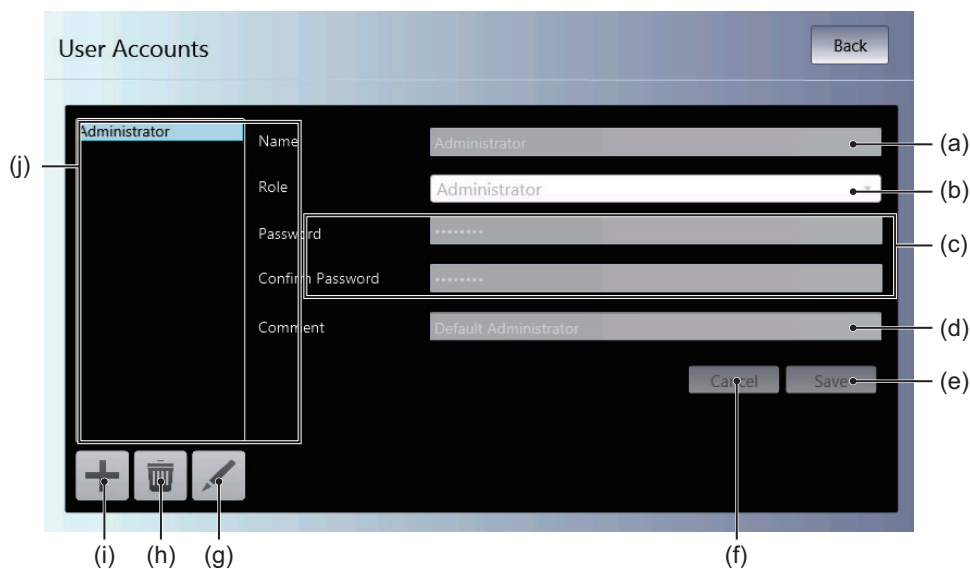 User Accounts
Back
Administrator
Name
Administrator
(a)
(j)
Role
Administrator
(b)
Password
••••••••
(c)
Confirm Password
••••••••
Comment
Default Administrator
(d)
Cancel
Save
(e)
(i)
(h)
(g)
(f)